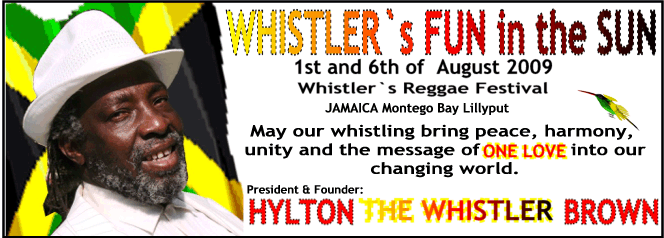 WHISTLER`s FUN in the SUN
1st and 6th of August 2009
Whistler`s Reggae Festival
JAMAICA Montego Bay Lillyput
May our whistling bring peace, harmony,
unity and the message of ONE LOVE into our
changing world.
President & Founder:
HYLTON THE WHISTLER BROWN